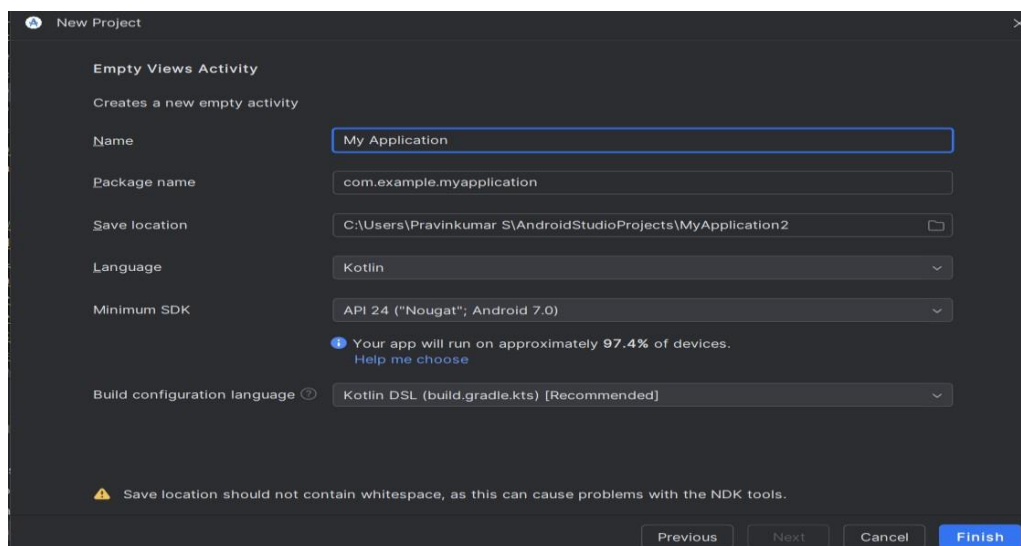 New Project
Empty Views Activity
Creates a new empty activity
Name My Application
Package name com.example.myapplication
Save location C:\Users\Pravinkumar S\AndroidStudioProjects\MyApplication2
Language Kotlin
Minimum SDK API 24 ("Nougat"; Android 7.0)
Your app will run on approximately 97.4% of devices.
Help me choose
Build configuration language Kotlin DSL (build.gradle.kts) [Recommended]
Save location should not contain whitespace, as this can cause problems with the NDK tools.
Previous Next Cancel Finish